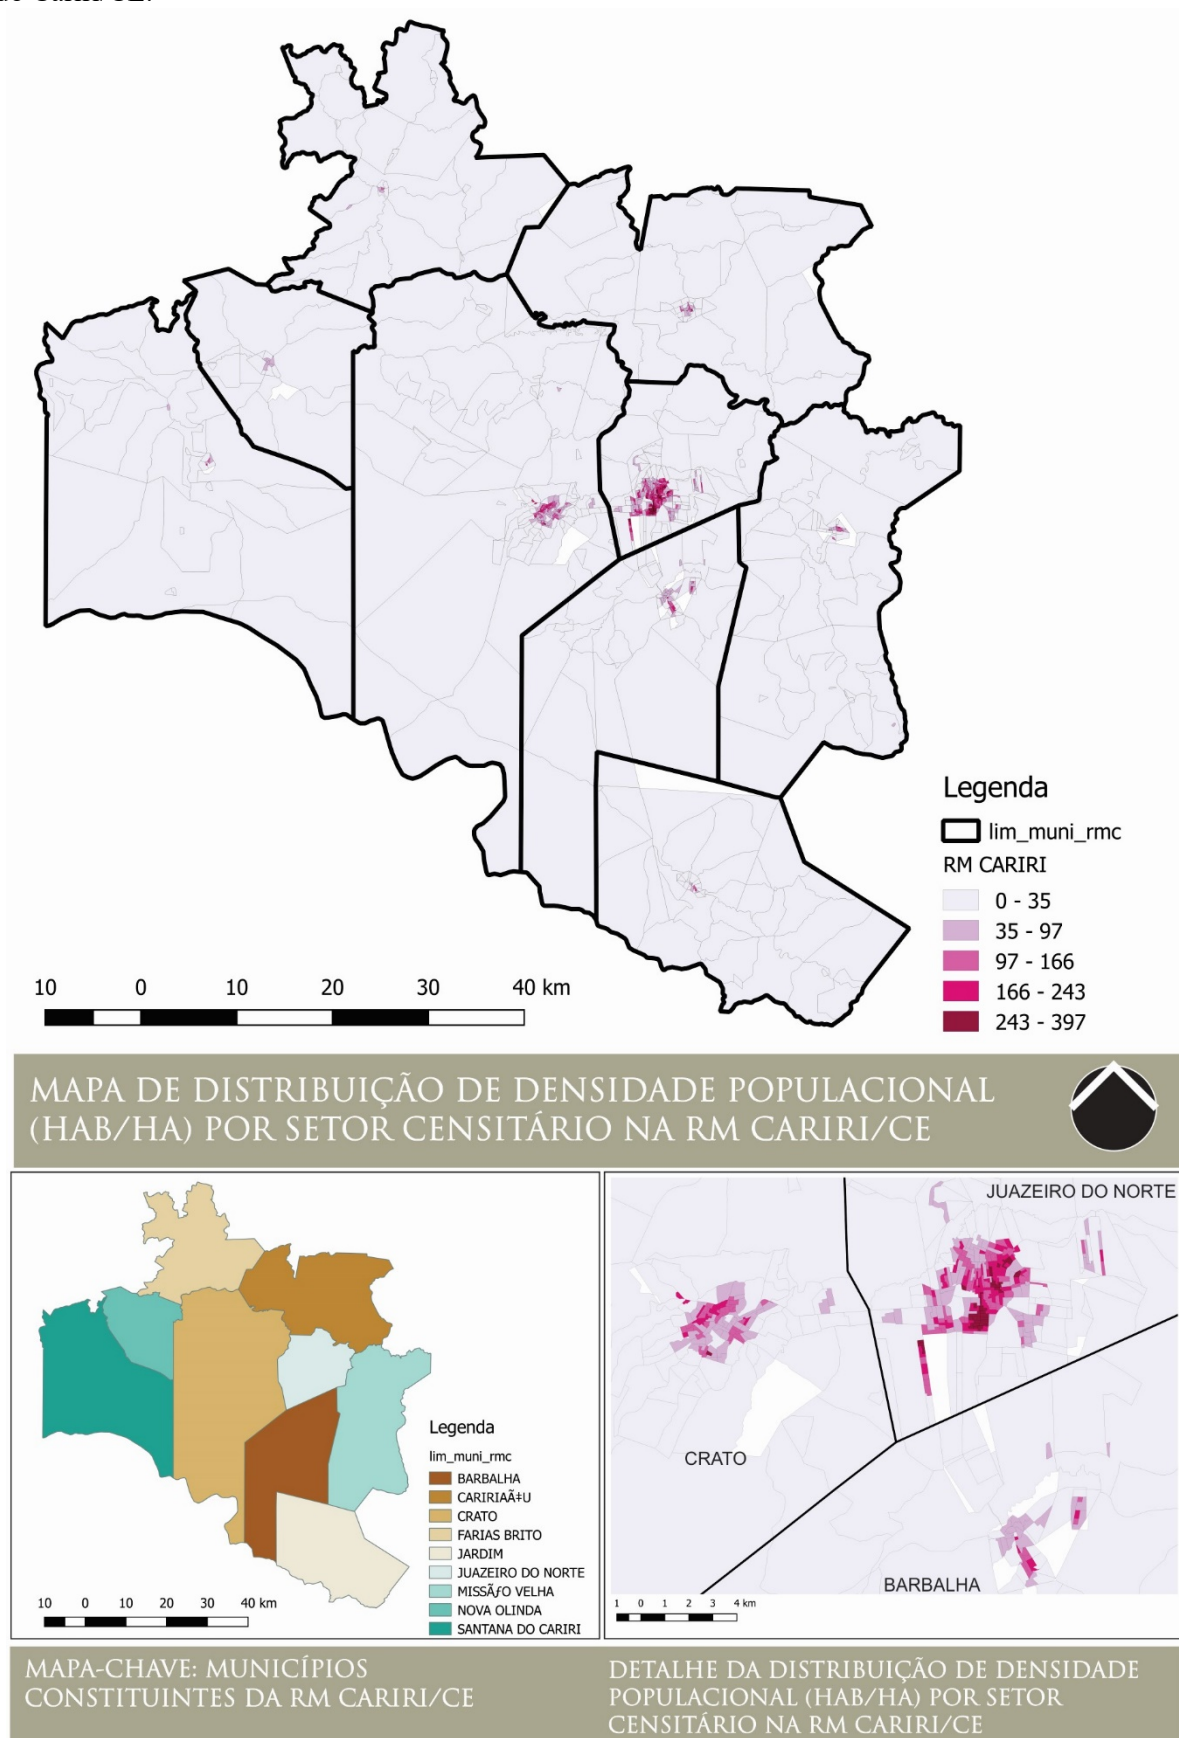 Legenda
lim_muni_rmc
RM CARIRI
0 - 35
35 - 97
97 - 166
166 - 243
243 - 397
10 0 10 20 30 40 km
MAPA DE DISTRIBUIÇÃO DE DENSIDADE POPULACIONAL
(HAB/HA) POR SETOR CENSITÁRIO NA RM CARIRI/CE
Legenda
lim_muni_rmc
BARBALHA
CARIRIAÃ‡U
CRATO
FARIAS BRITO
JARDIM
JUAZEIRO DO NORTE
MISSÃƒO VELHA
NOVA OLINDA
SANTANA DO CARIRI
10 0 10 20 30 40 km
JUAZEIRO DO NORTE
CRATO
BARBALHA
1 0 1 2 3 4 km
MAPA-CHAVE: MUNICÍPIOS
CONSTITUINTES DA RM CARIRI/CE
DETALHE DA DISTRIBUIÇÃO DE DENSIDADE
POPULACIONAL (HAB/HA) POR SETOR
CENSITÁRIO NA RM CARIRI/CE